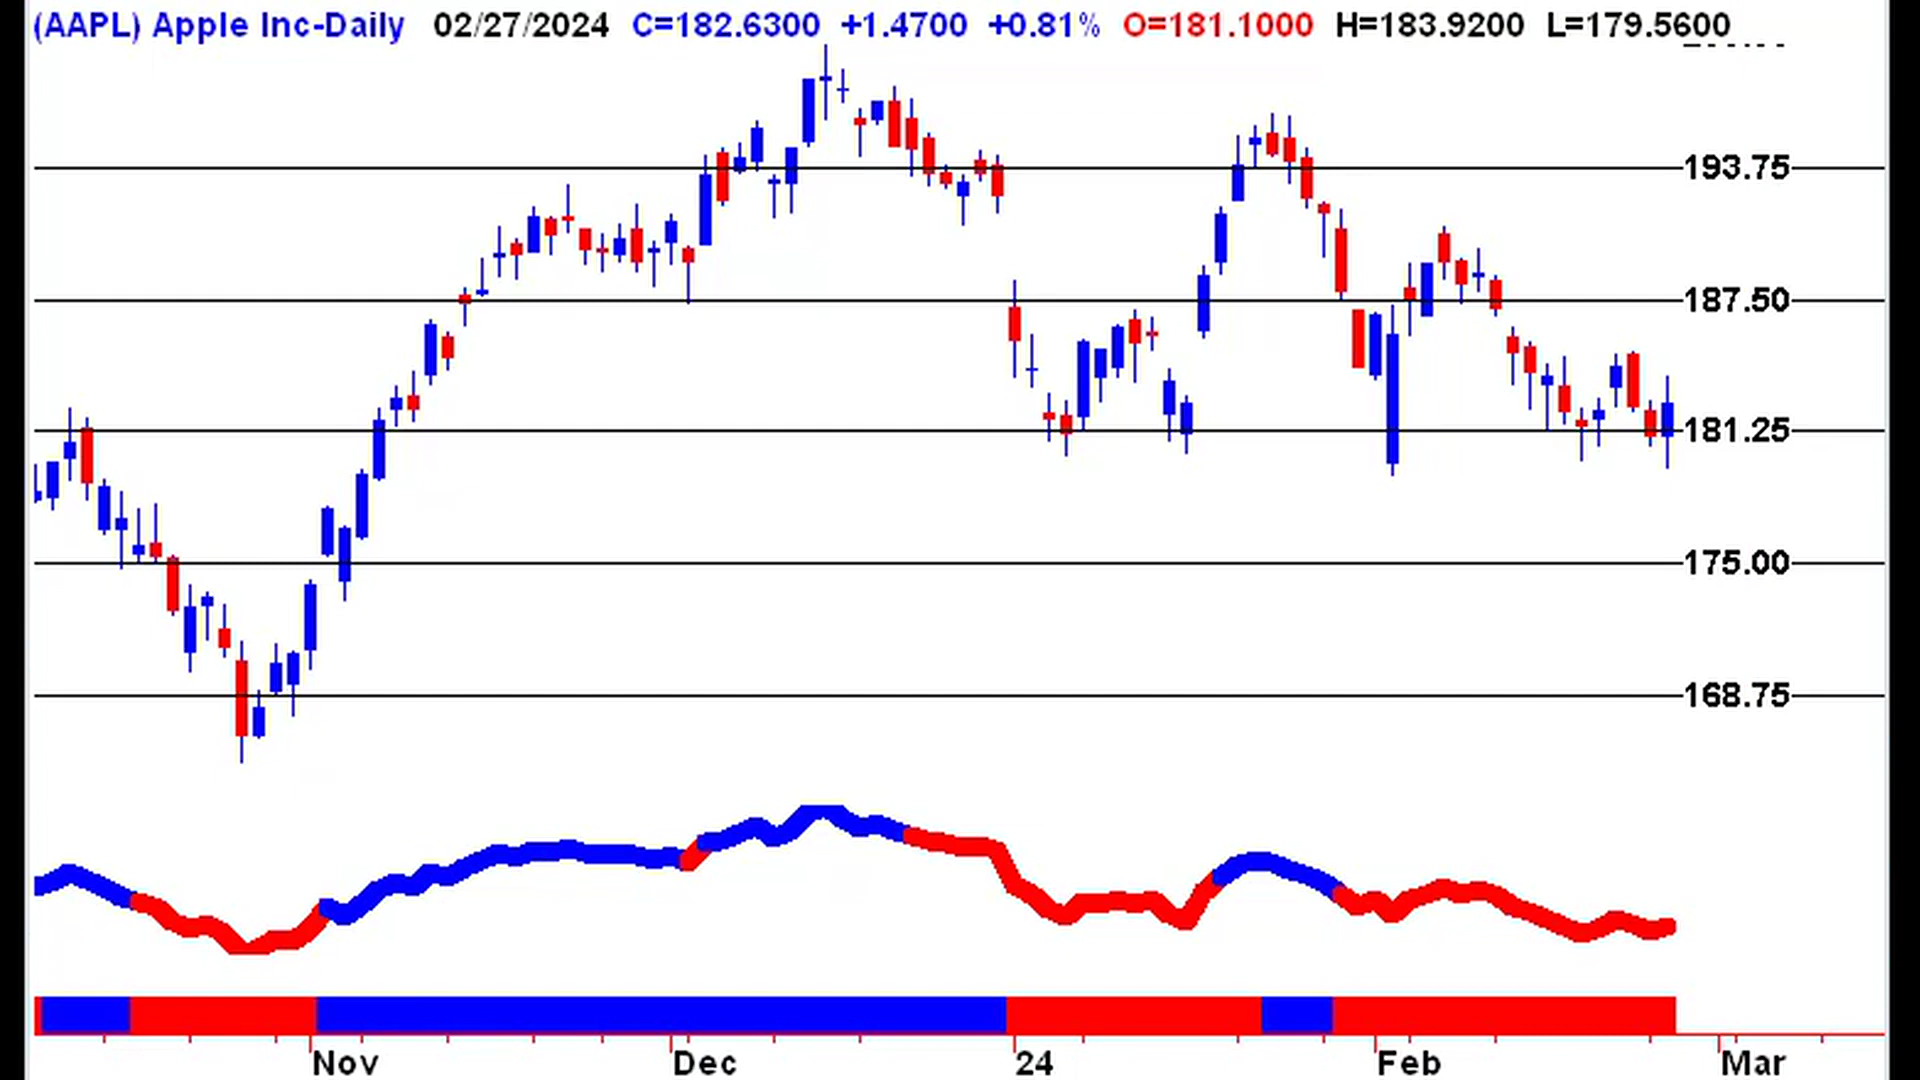 (AAPL) Apple Inc-Daily 02/27/2024 C=182.6300 +1.4700 +0.81% O=181.1000 H=183.9200 L=179.5600
193.75
187.50
181.25
175.00
168.75
Nov Dec 24 Feb Mar